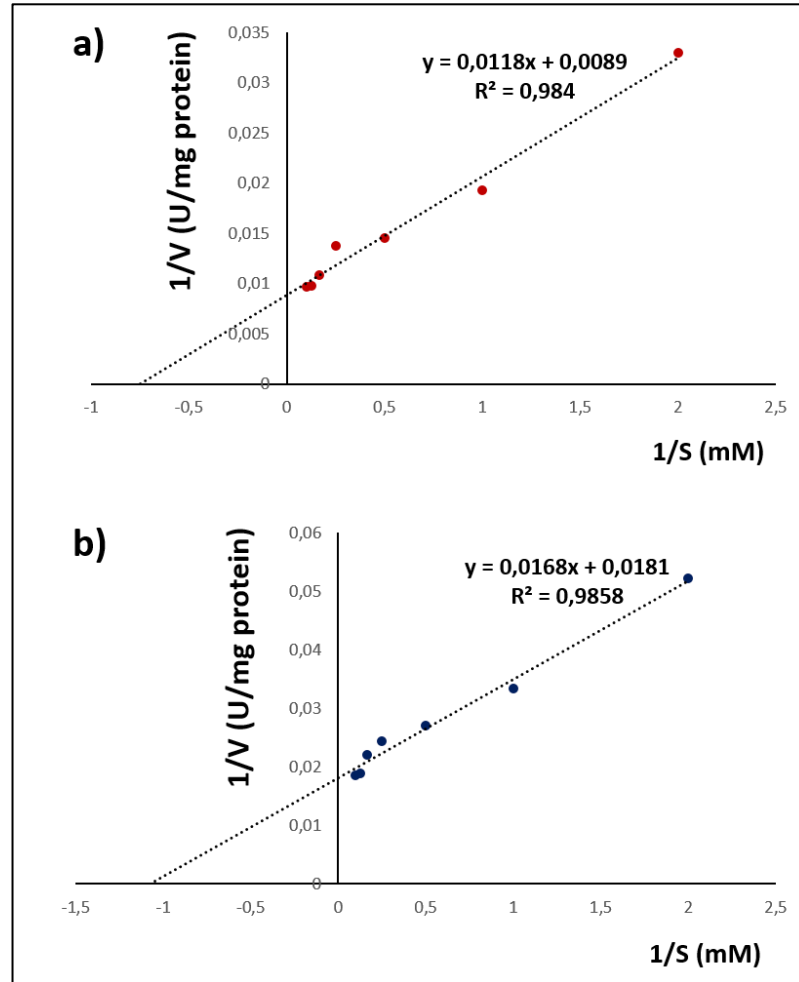 a)
1/V (U/mg protein)
y = 0,0118x + 0,0089
R² = 0,984
0,035
0,03
0,025
0,02
0,015
0,01
0,005
0
-1 -0,5 0 0,5 1 1,5 2 2,5
1/S (mM)
b)
1/V (U/mg protein)
y = 0,0168x + 0,0181
R² = 0,9858
0,06
0,05
0,04
0,03
0,02
0,01
0
-1,5 -1 -0,5 0 0,5 1 1,5 2 2,5
1/S (mM)